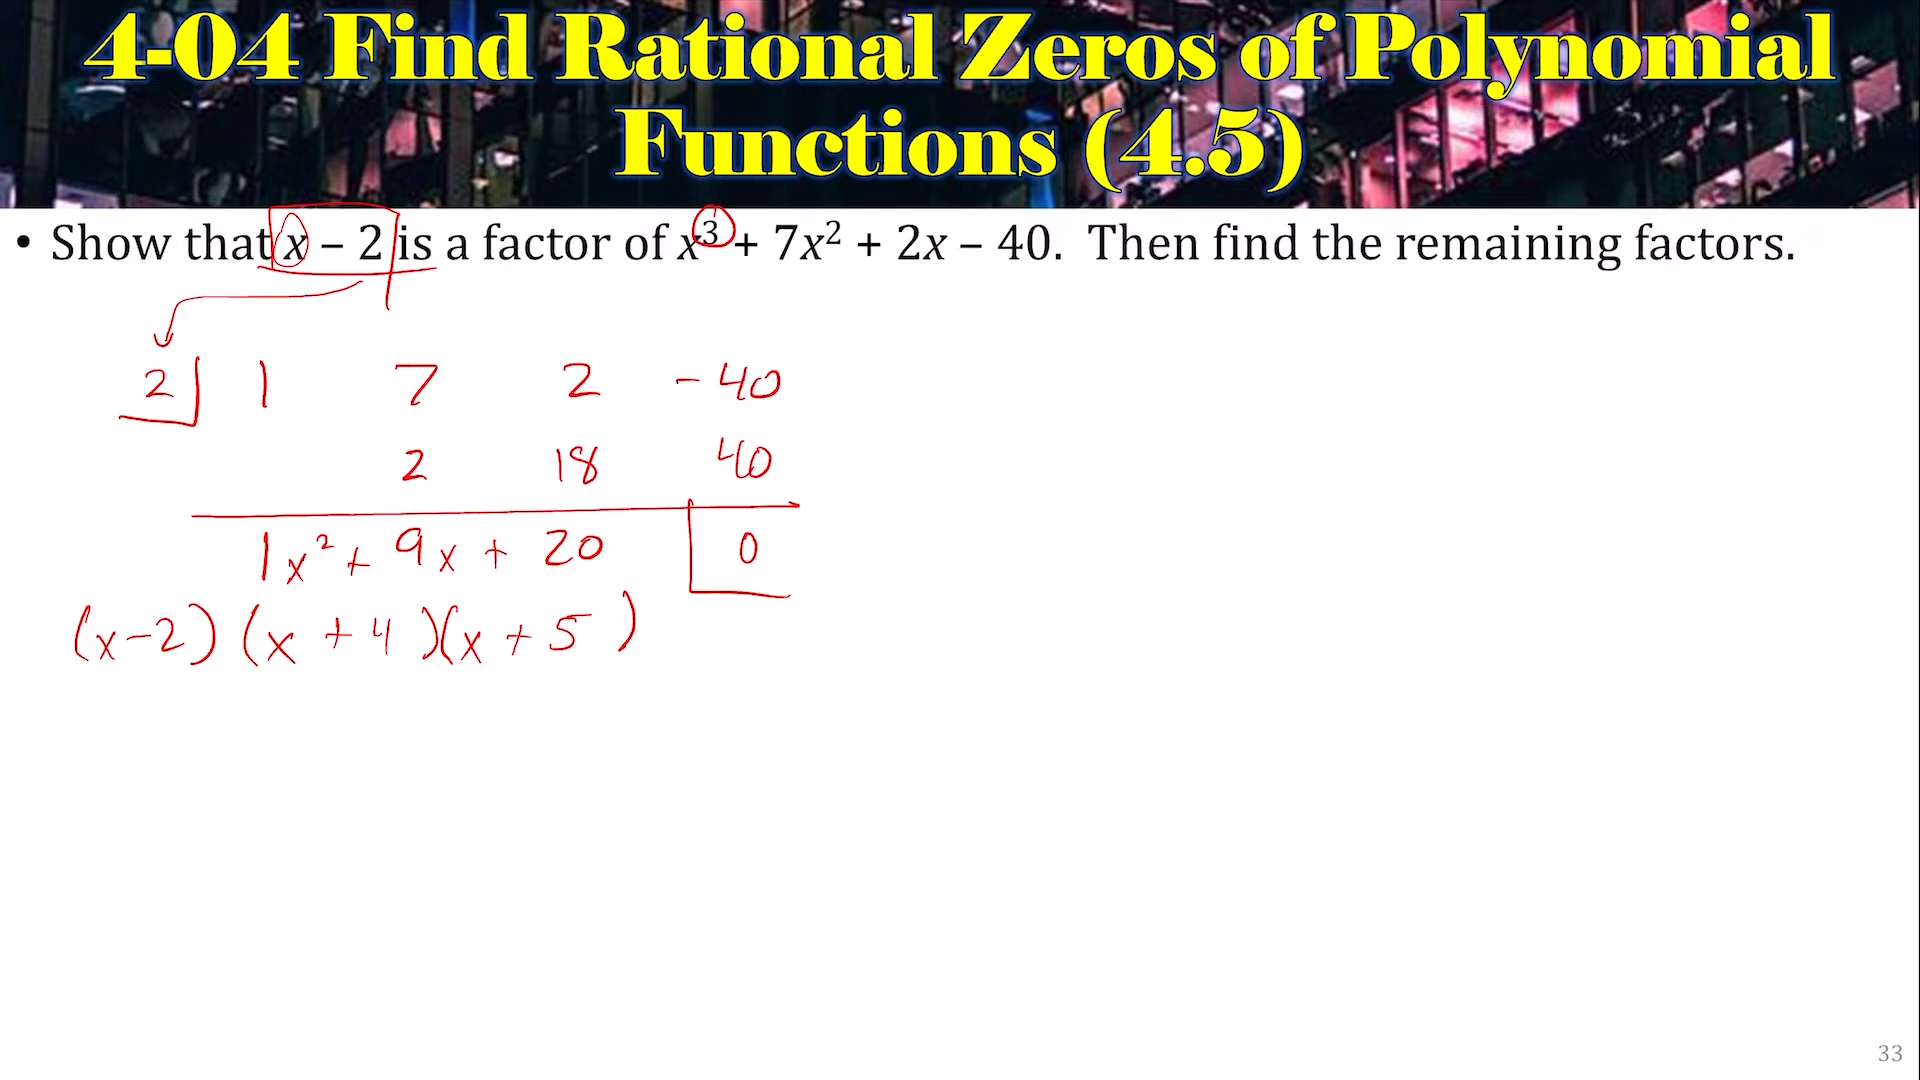 4-04 Find Rational Zeros of Polynomial
Functions (4.5)
• Show that x – 2 is a factor of x³ + 7x² + 2x – 40. Then find the remaining factors.
2 1 7 2 -40
2 18 40
1x² + 9x + 20 0
(x-2)(x+4)(x+5)
33